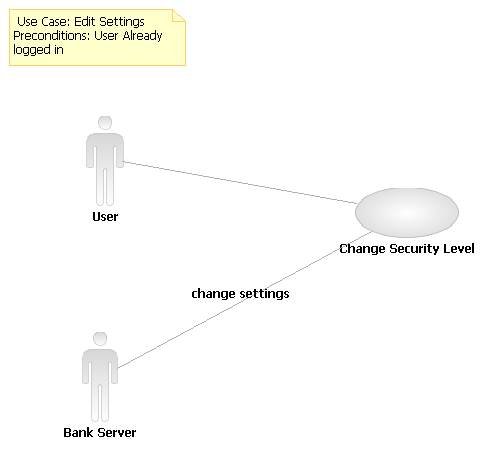 Use Case: Edit Settings
Preconditions: User Already
logged in
User
Change Security Level
change settings
Bank Server